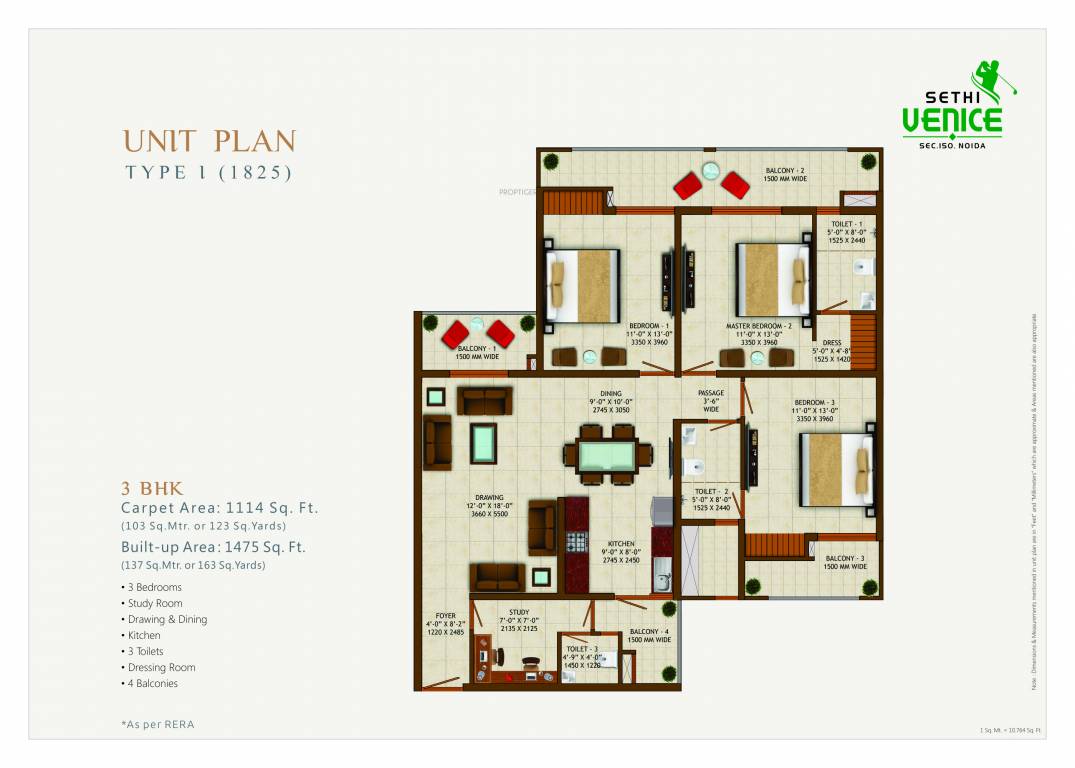 SETHI
VENICE
SEC.150. NOIDA
UNIT PLAN
TYPE 1 (1825)
PROPTIGER
BALCONY - 2
1500 MM WIDE
TOILET - 1
5'-0" X 8'-0"
1525 X 2440
BEDROOM - 1
11'-0" X 13'-0"
3350 X 3960
MASTER BEDROOM - 2
11'-0" X 13'-0"
3350 X 3960
DRESS
5'-0" X 4'-8"
1525 X 1420
BALCONY - 1
1500 MM WIDE
DINING
9'-0" X 10'-0"
2745 X 3050
PASSAGE
3'-6"
WIDE
BEDROOM - 3
11'-0" X 13'-0"
3350 X 3960
DRAWING
12'-0" X 18'-0"
3660 X 5500
TOILET - 2
5'-0" X 8'-0"
1525 X 2440
KITCHEN
9'-0" X 8'-0"
2745 X 2450
BALCONY - 3
1500 MM WIDE
FOYER
4'-0" X 8'-2"
1220 X 2485
STUDY
7'-0" X 7'-0"
2135 X 2125
BALCONY - 4
1500 MM WIDE
TOILET - 3
4'-9" X 4'-0"
1450 X 1220
3 BHK
Carpet Area: 1114 Sq. Ft.
(103 Sq.Mtr. or 123 Sq.Yards)
Built-up Area: 1475 Sq. Ft.
(137 Sq.Mtr. or 163 Sq.Yards)
• 3 Bedrooms
• Study Room
• Drawing & Dining
• Kitchen
• 3 Toilets
• Dressing Room
• 4 Balconies
*As per RERA
Note : Dimensions & Measurements mentioned in unit plan are in "Feet" and "Millimeters" which are approximate & Areas mentioned are also appropriate.
1 Sq. Mt. = 10.764 Sq. Ft.